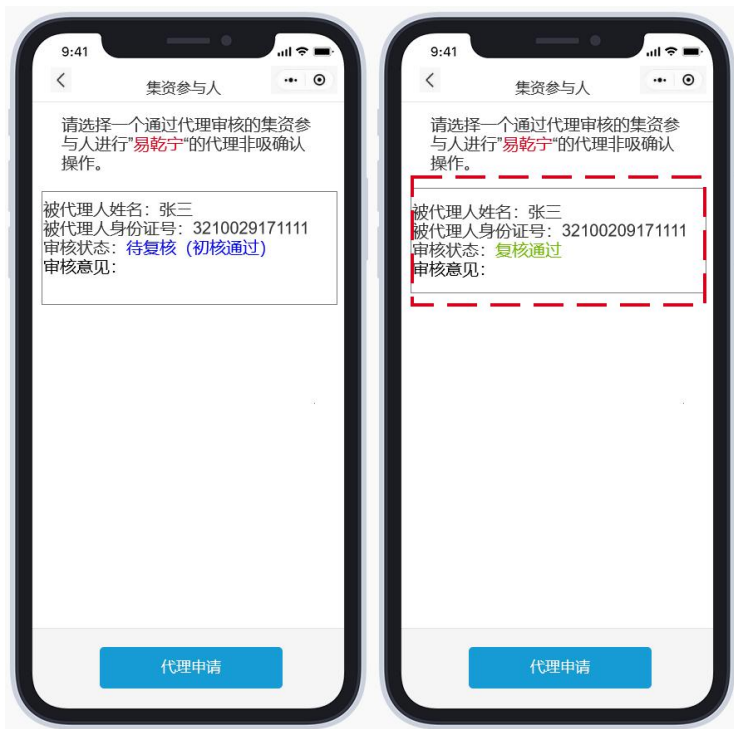 9:41
集资参与人
请选择一个通过代理审核的集资参
与人进行"易乾宁“的代理非吸确认
操作。
被代理人姓名：张三
被代理人身份证号：3210029171111
审核状态：待复核（初核通过）
审核意见：
代理申请
9:41
集资参与人
请选择一个通过代理审核的集资参
与人进行"易乾宁“的代理非吸确认
操作。
被代理人姓名：张三
被代理人身份证号：32100209171111
审核状态：复核通过
审核意见：
代理申请